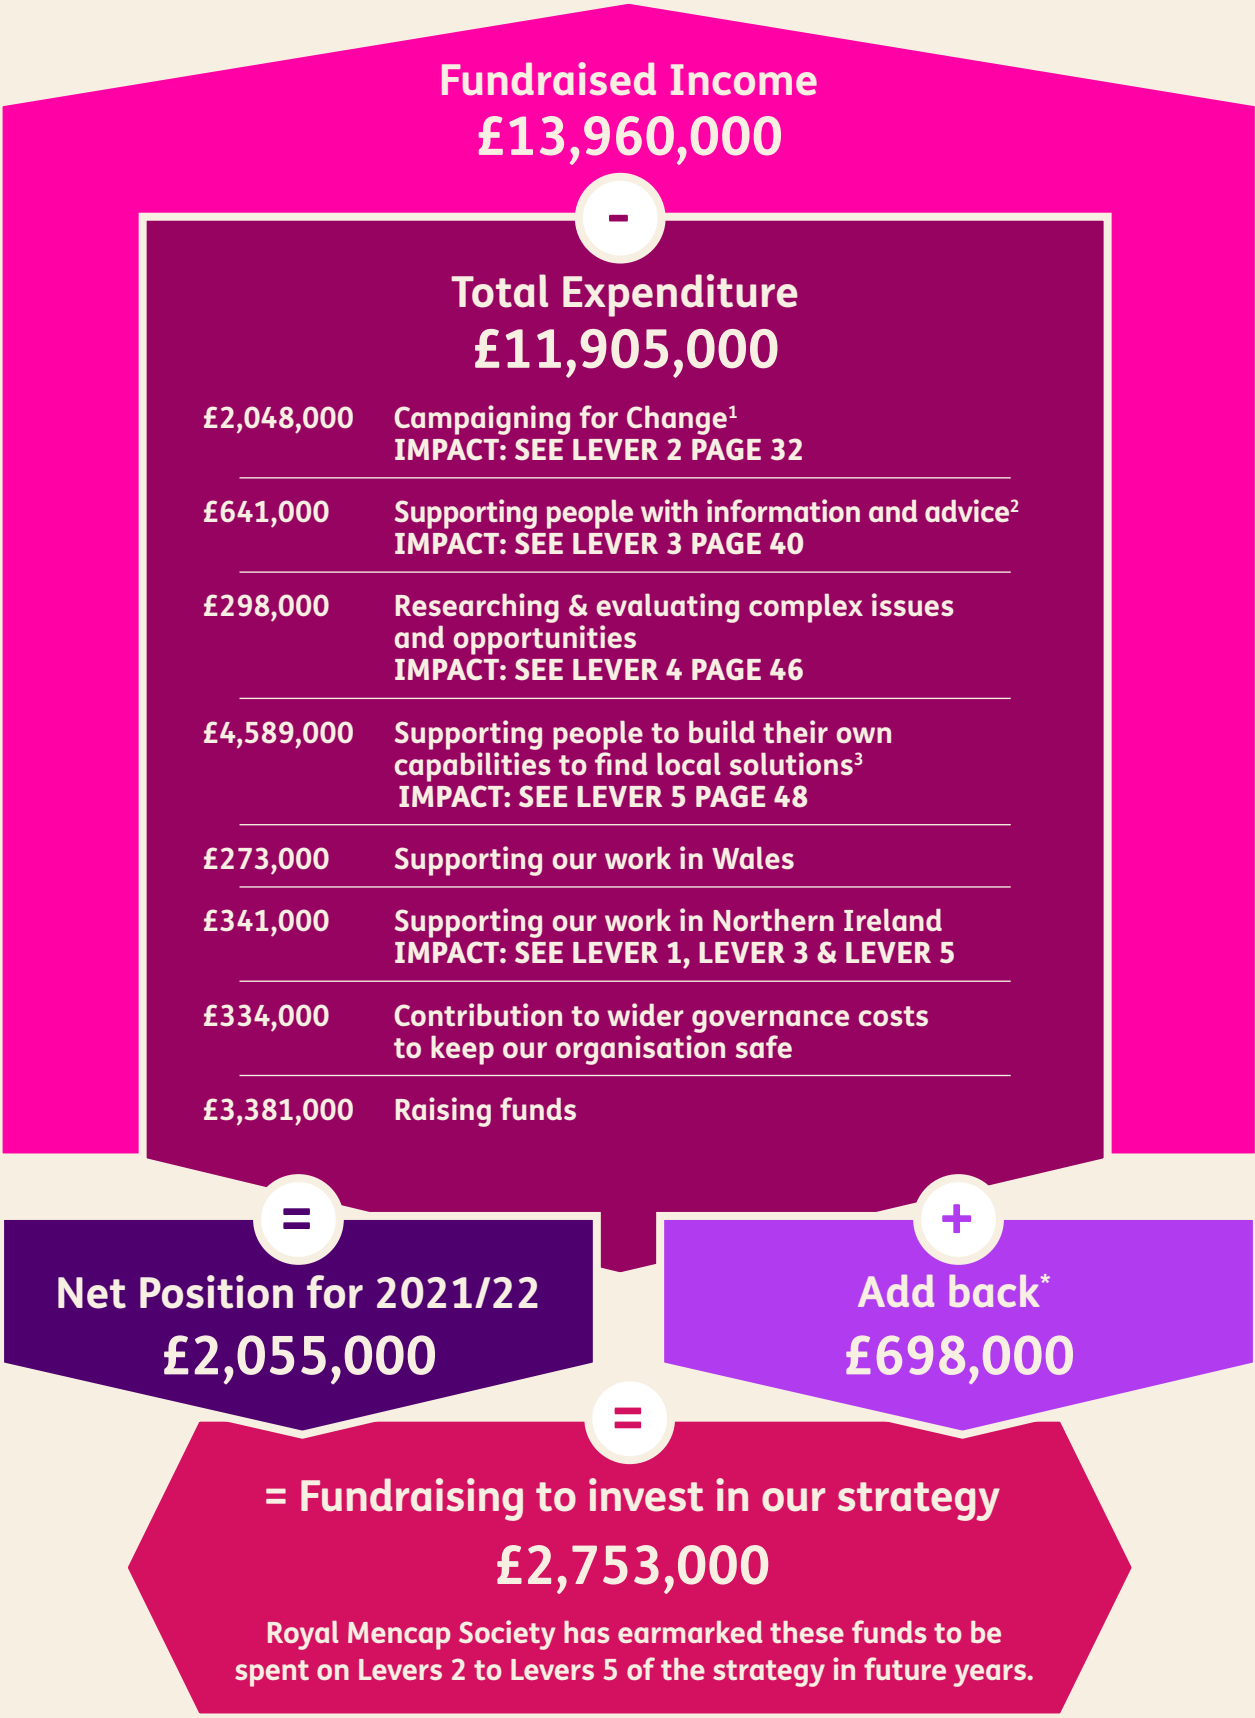 Fundraised Income
£13,960,000
-
Total Expenditure
£11,905,000
£2,048,000 Campaigning for Change¹
IMPACT: SEE LEVER 2 PAGE 32
£641,000 Supporting people with information and advice²
IMPACT: SEE LEVER 3 PAGE 40
£298,000 Researching & evaluating complex issues
and opportunities
IMPACT: SEE LEVER 4 PAGE 46
£4,589,000 Supporting people to build their own
capabilities to find local solutions³
IMPACT: SEE LEVER 5 PAGE 48
£273,000 Supporting our work in Wales
£341,000 Supporting our work in Northern Ireland
IMPACT: SEE LEVER 1, LEVER 3 & LEVER 5
£334,000 Contribution to wider governance costs
to keep our organisation safe
£3,381,000 Raising funds
=
Net Position for 2021/22
£2,055,000
+
Add back*
£698,000
=
= Fundraising to invest in our strategy
£2,753,000
Royal Mencap Society has earmarked these funds to be
spent on Levers 2 to Levers 5 of the strategy in future years.